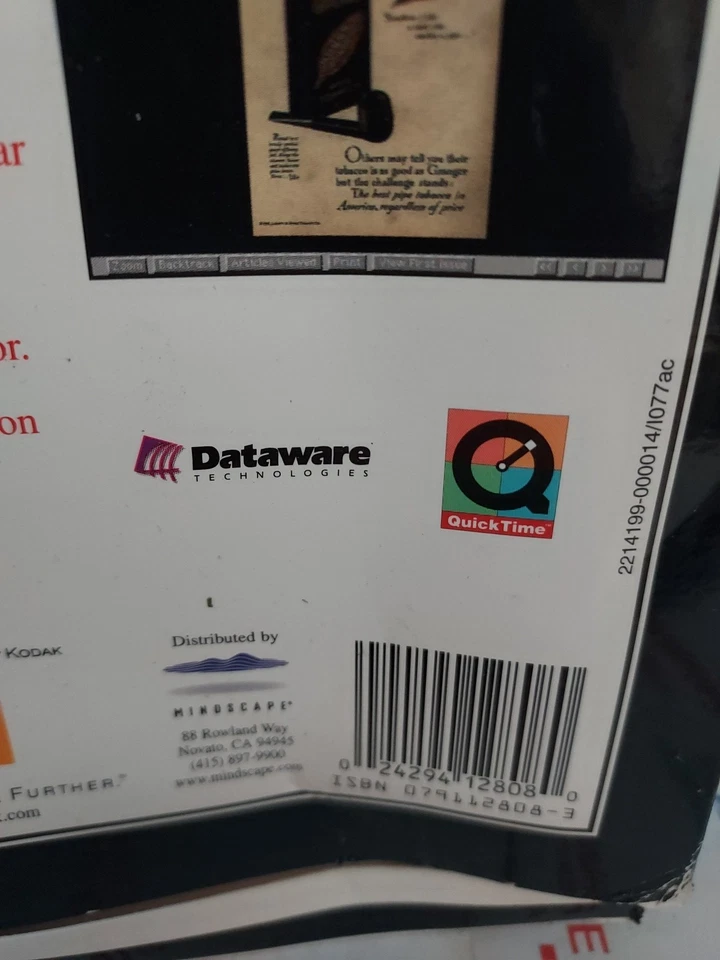 ar
Others may tell you their
tobacco is as good as Granger
but the challenge stands:
The best pipe tobacco in
America, regardless of price
Zoom Backtrack Articles Viewed Print View First Issue << < > >>
or.
on
Dataware
TECHNOLOGIES
QuickTime™
2214199-000014/I077ac
KODAK
FURTHER.™
.com
Distributed by
MINDSCAPE®
88 Rowland Way
Novato, CA 94945
(415) 897-9900
www.mindscape.com
0 24294 12808 0
ISBN 079112808-3
E